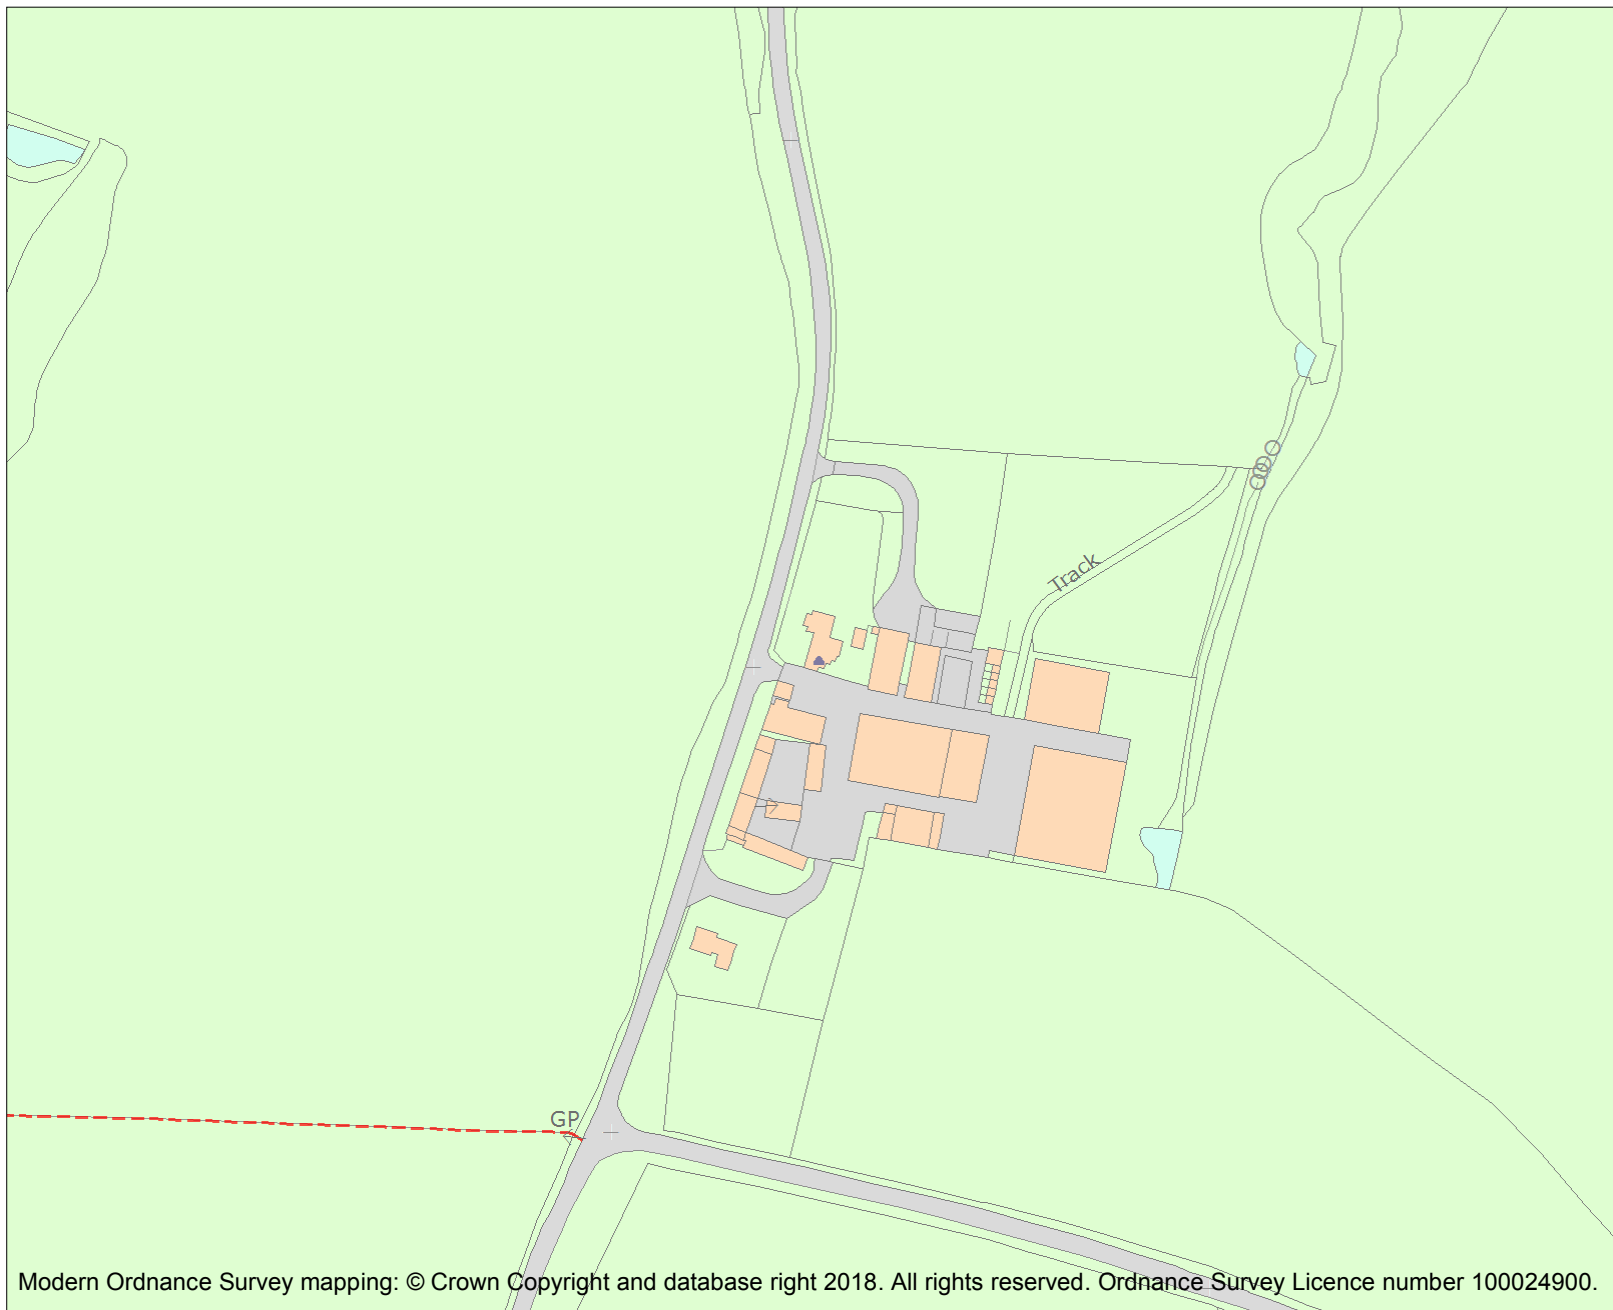 Track
GP
Modern Ordnance Survey mapping: © Crown Copyright and database right 2018. All rights reserved. Ordnance Survey Licence number 100024900.